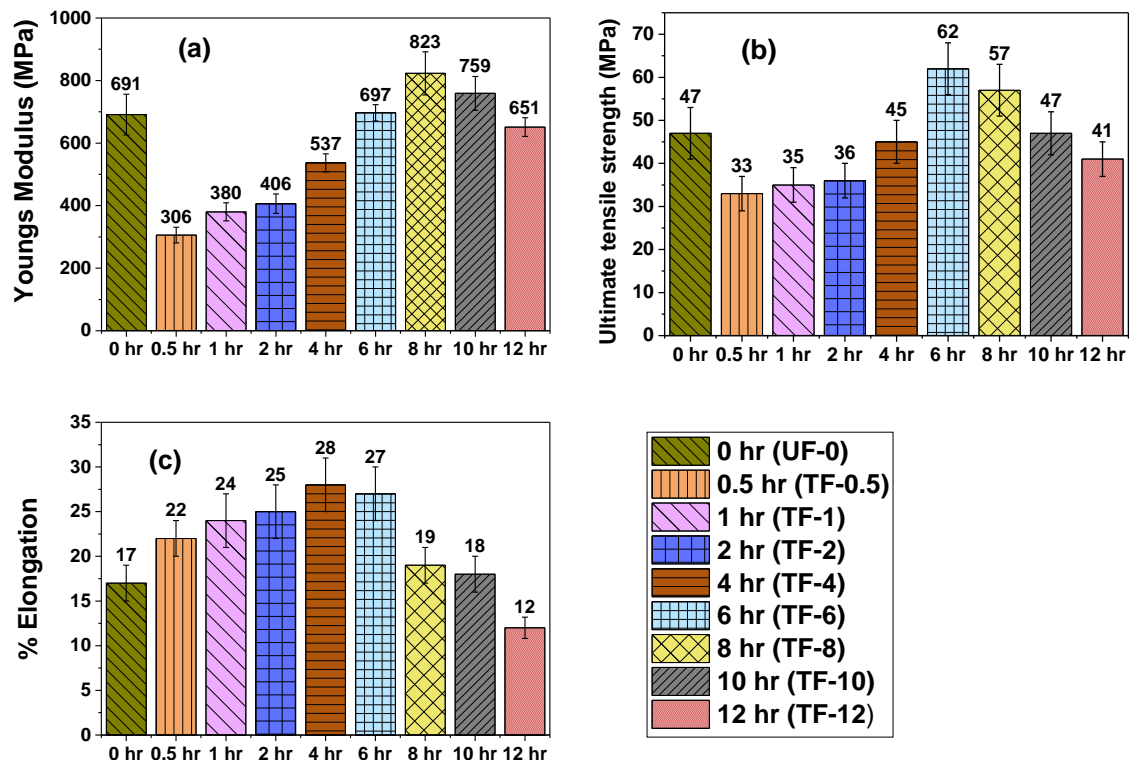 (a)
Youngs Modulus (MPa)
1000
800
600
400
200
0
691
306
380
406
537
697
823
759
651
0 hr 0.5 hr 1 hr 2 hr 4 hr 6 hr 8 hr 10 hr 12 hr
(b)
Ultimate tensile strength (MPa)
70
60
50
40
30
20
10
0
47
33
35
36
45
62
57
47
41
0 hr 0.5 hr 1 hr 2 hr 4 hr 6 hr 8 hr 10 hr 12 hr
(c)
% Elongation
35
30
25
20
15
10
5
0
17
22
24
25
28
27
19
18
12
0 hr 0.5 hr 1 hr 2 hr 4 hr 6 hr 8 hr 10 hr 12 hr
0 hr (UF-0)
0.5 hr (TF-0.5)
1 hr (TF-1)
2 hr (TF-2)
4 hr (TF-4)
6 hr (TF-6)
8 hr (TF-8)
10 hr (TF-10)
12 hr (TF-12)